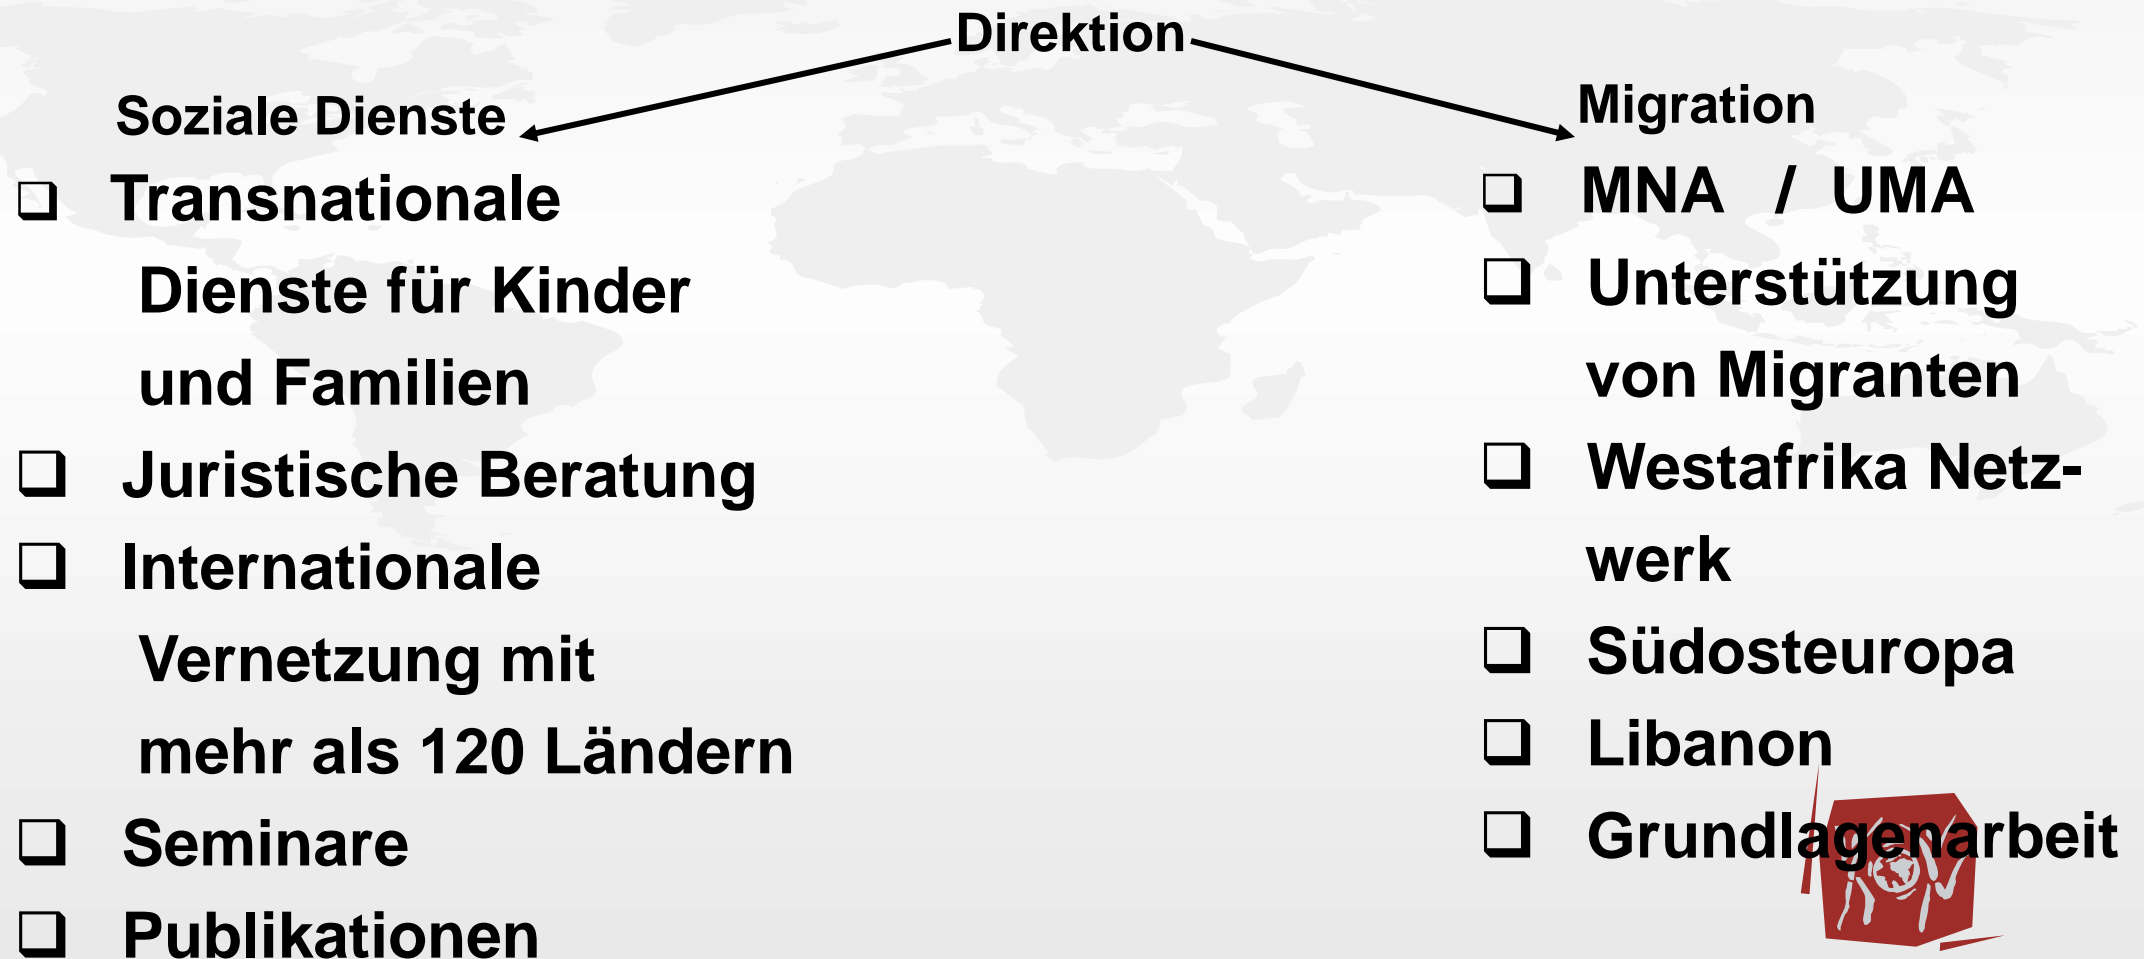 Direktion
Soziale Dienste
Transnationale
Dienste für Kinder
und Familien
Juristische Beratung
Internationale
Vernetzung mit
mehr als 120 Ländern
Seminare
Publikationen
Migration
MNA / UMA
Unterstützung
von Migranten
Westafrika Netz-
werk
Südosteuropa
Libanon
Grundlagenarbeit